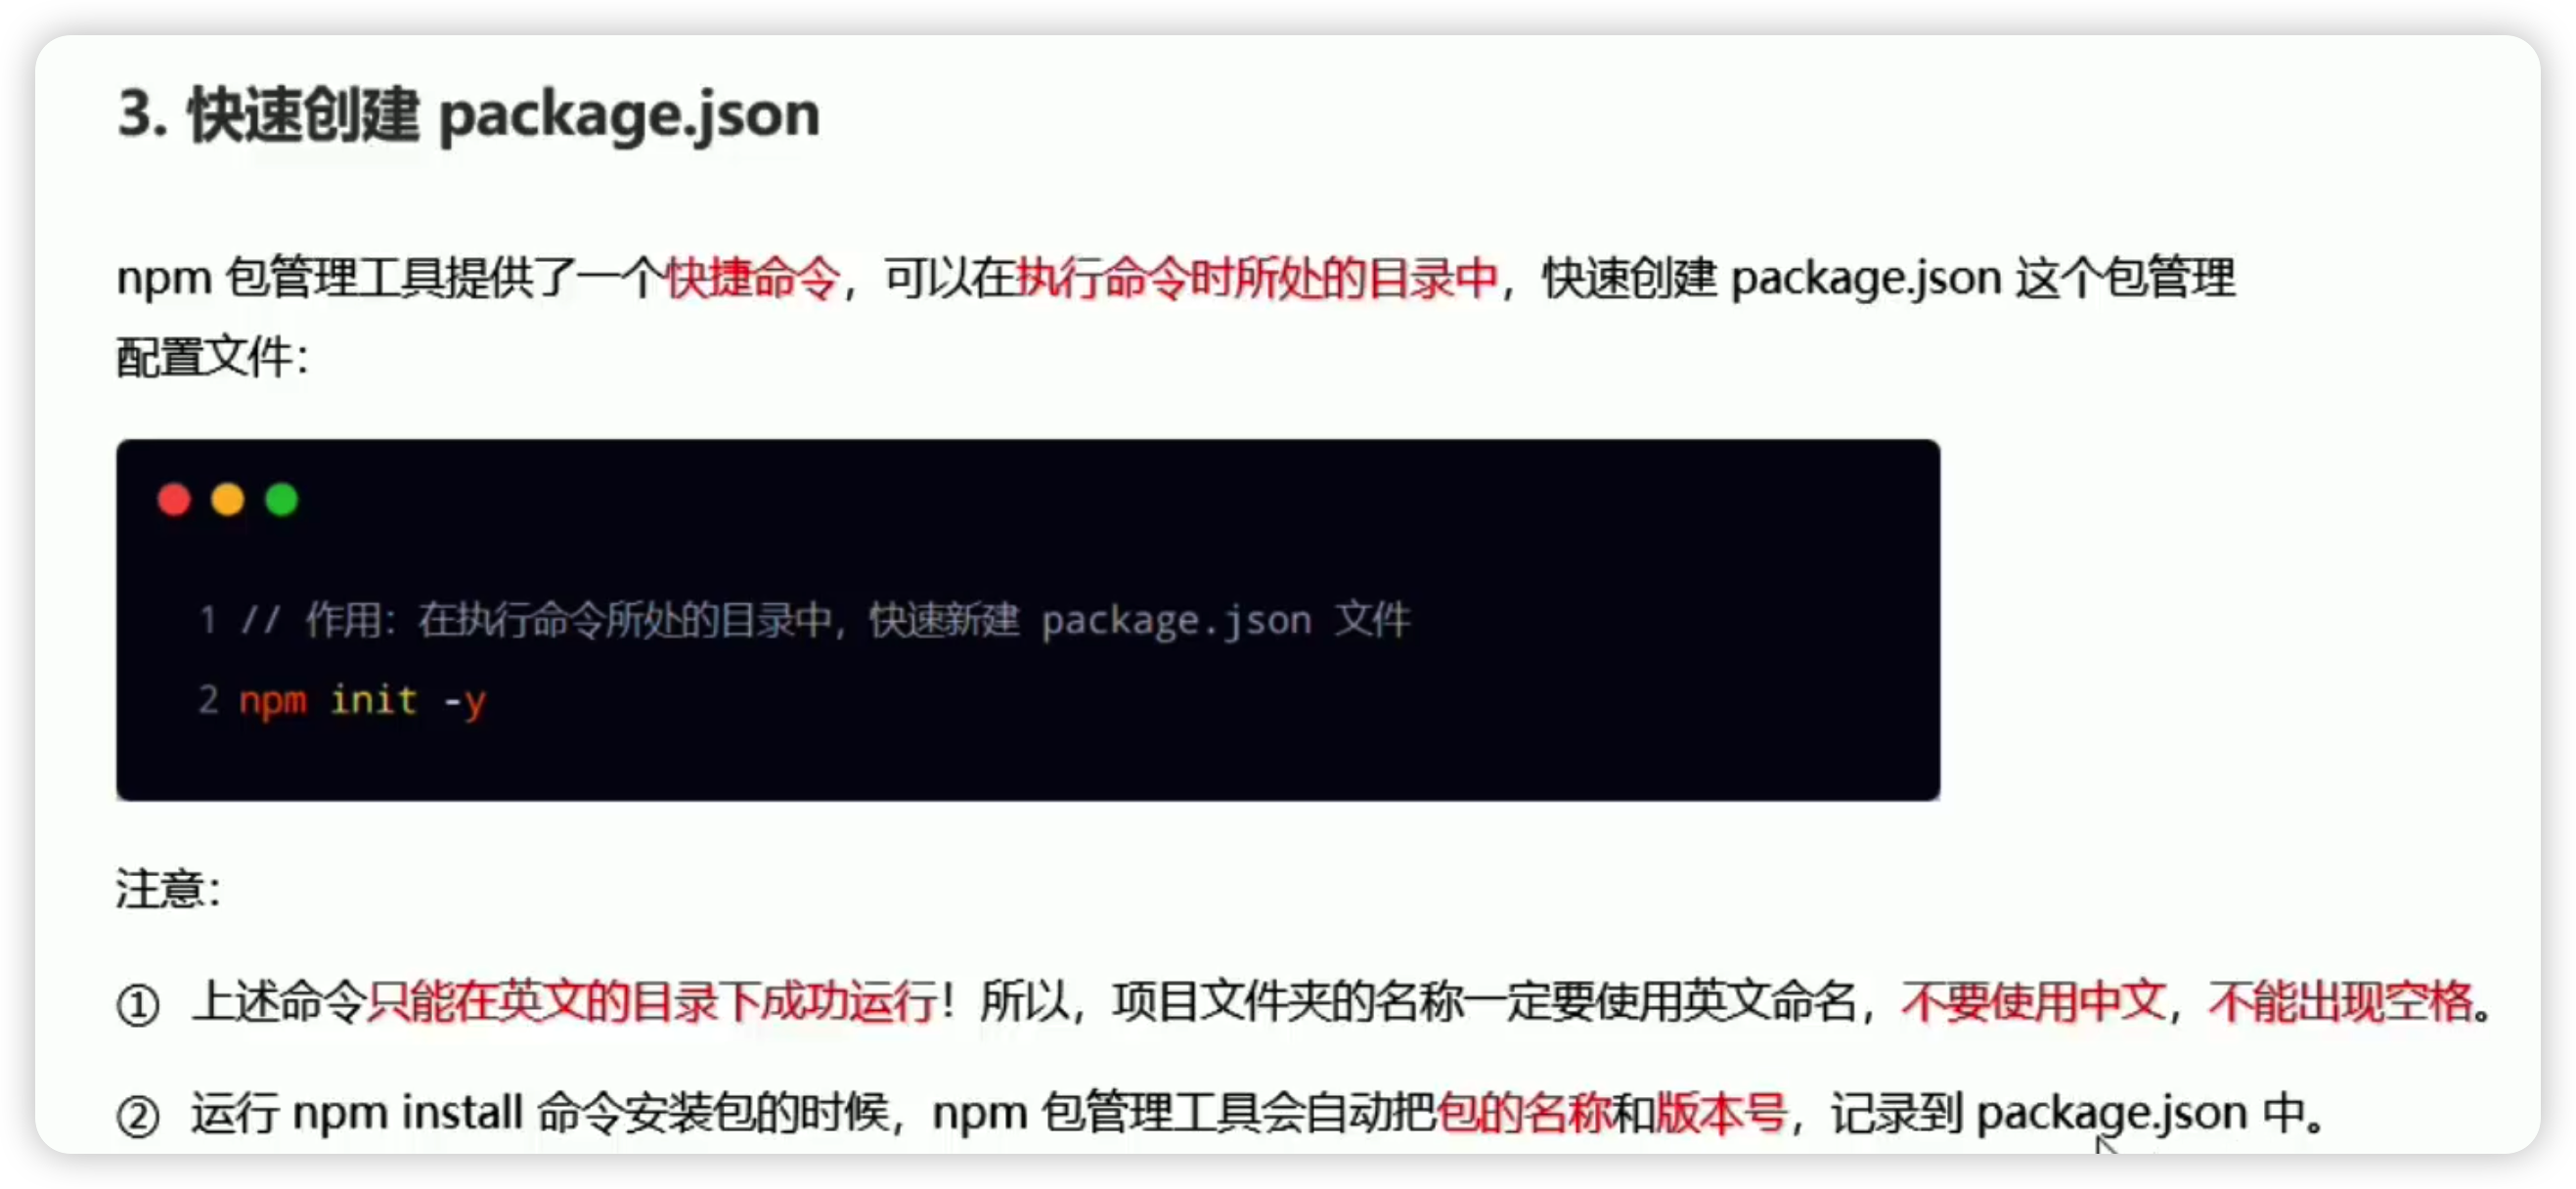 3. 快速创建 package.json
npm 包管理工具提供了一个快捷命令，可以在执行命令时所处的目录中，快速创建 package.json 这个包管理
配置文件：
1 // 作用：在执行命令所处的目录中，快速新建 package.json 文件
2 npm init -y
注意：
① 上述命令只能在英文的目录下成功运行！所以，项目文件夹的名称一定要使用英文命名，不要使用中文，不能出现空格。
② 运行 npm install 命令安装包的时候，npm 包管理工具会自动把包的名称和版本号，记录到 package.json 中。